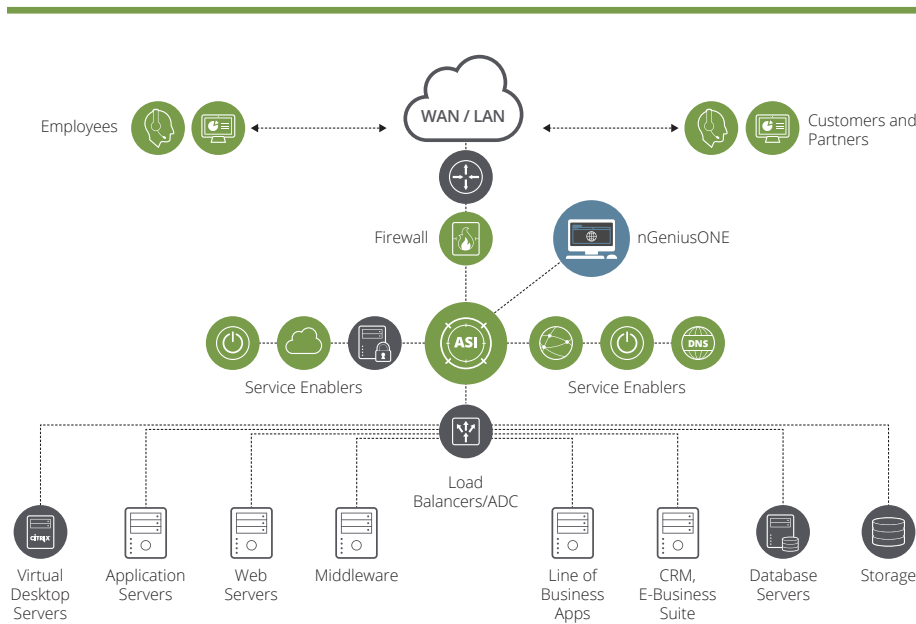 WAN / LAN
Employees
Customers and
Partners
Firewall
nGeniusONE
ASI
DNS
Service Enablers
Service Enablers
Load
Balancers/ADC
CITRIX
Virtual
Desktop
Servers
Application
Servers
Web
Servers
Middleware
Line of
Business
Apps
CRM,
E-Business
Suite
Database
Servers
Storage